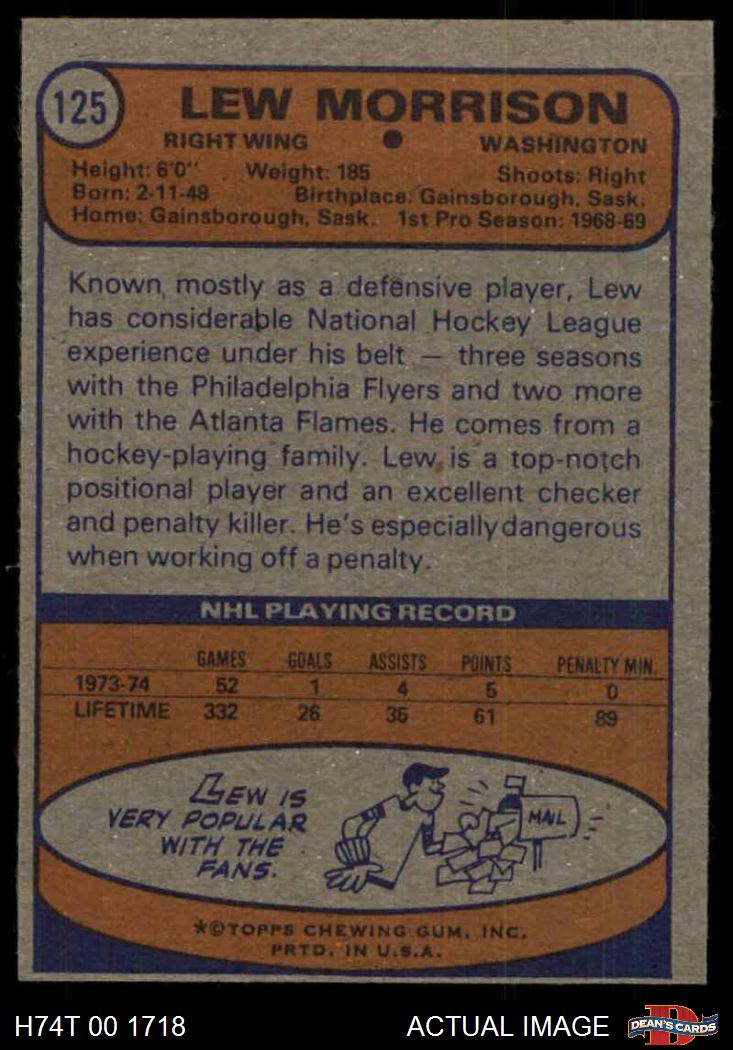 125
LEW MORRISON
RIGHT WING • WASHINGTON
Height: 6'0" Weight: 185 Shoots: Right
Born: 2-11-48 Birthplace: Gainsborough, Sask.
Home: Gainsborough, Sask. 1st Pro Season: 1968-69
Known mostly as a defensive player, Lew
has considerable National Hockey League
experience under his belt — three seasons
with the Philadelphia Flyers and two more
with the Atlanta Flames. He comes from a
hockey-playing family. Lew is a top-notch
positional player and an excellent checker
and penalty killer. He's especially dangerous
when working off a penalty.
NHL PLAYING RECORD
GAMES GOALS ASSISTS POINTS PENALTY MIN.
1973-74 52 1 4 5 0
LIFETIME 332 26 35 61 89
LEW IS
VERY POPULAR
WITH THE
FANS.
MAIL
*©TOPPS CHEWING GUM, INC.
PRTD. IN U.S.A.
H74T 00 1718 ACTUAL IMAGE
D
DEAN'S CARDS